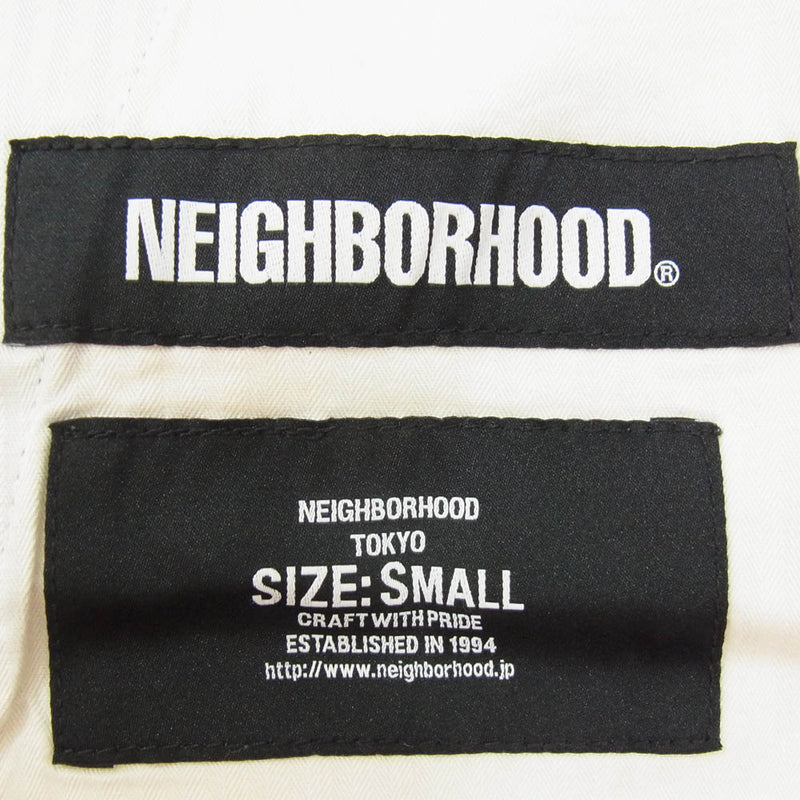 NEIGHBORHOOD®
NEIGHBORHOOD
TOKYO
SIZE: SMALL
CRAFT WITH PRIDE
ESTABLISHED IN 1994
http://www.neighborhood.jp